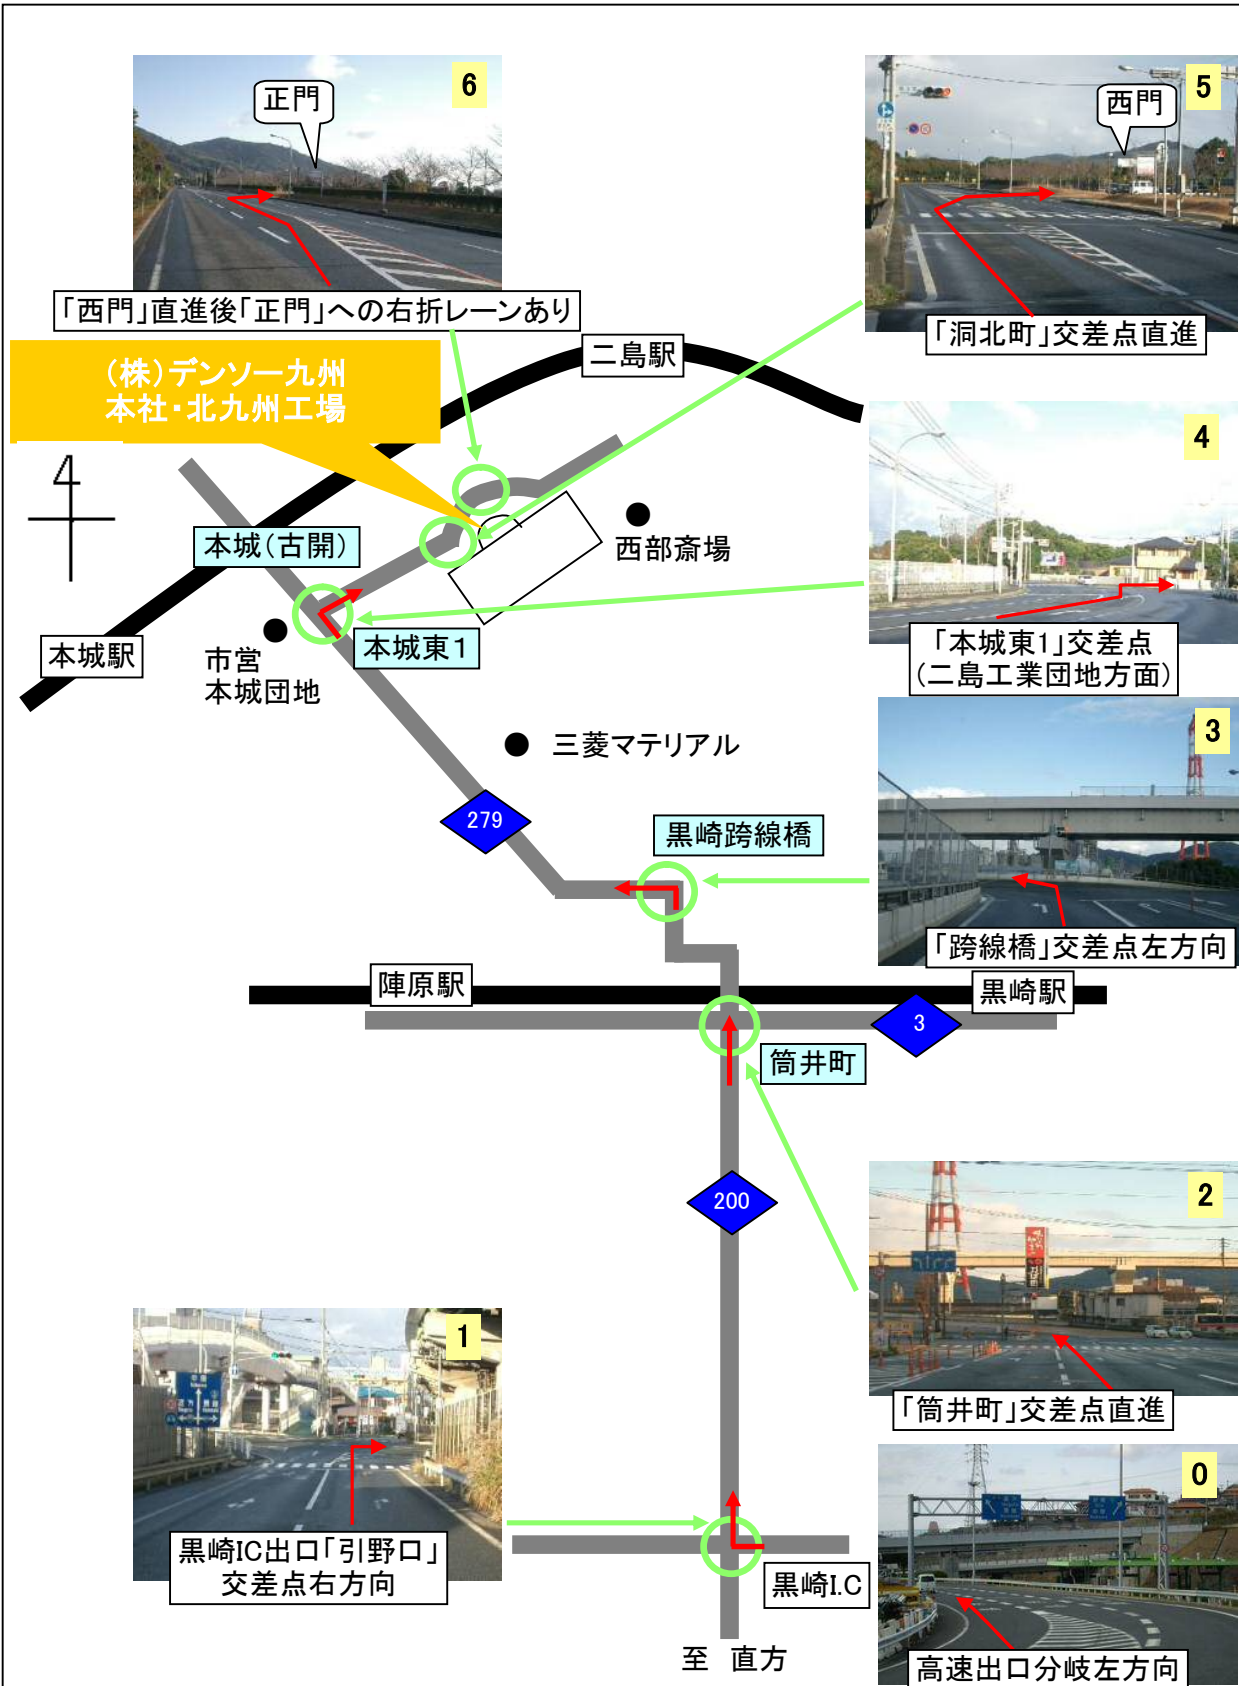 6
正門
「西門」直進後「正門」への右折レーンあり
5
西門
「洞北町」交差点直進
二島駅
(株)デンソー九州
本社・北九州工場
4
本城(古開)
西部斎場
本城駅
市営
本城団地
本城東1
「本城東1」交差点
(二島工業団地方面)
3
三菱マテリアル
279
黒崎跨線橋
「跨線橋」交差点左方向
陣原駅
黒崎駅
3
筒井町
200
2
「筒井町」交差点直進
1
黒崎IC出口「引野口」
交差点右方向
黒崎I.C
0
高速出口分岐左方向
至 直方